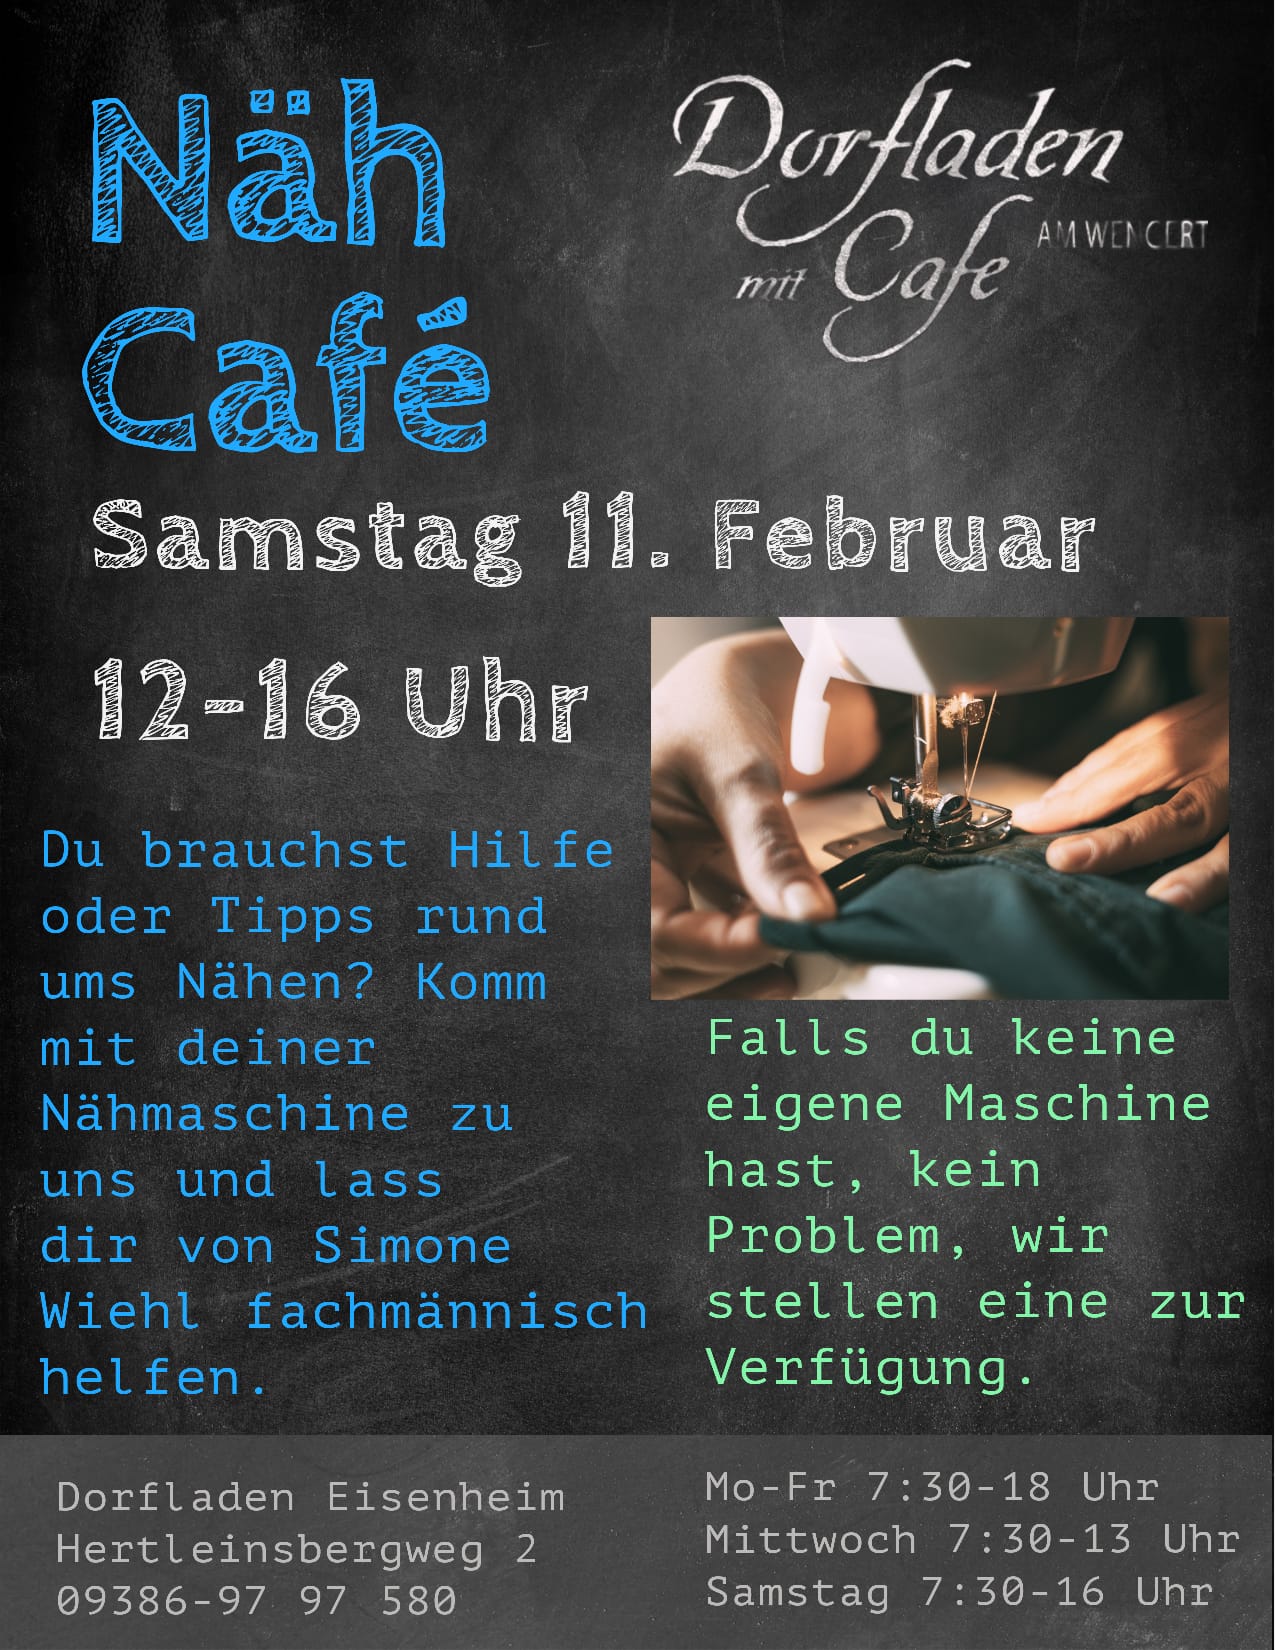 Näh
Café
Dorfladen
mit Cafe AM WENGERT
Samstag 11. Februar
12-16 Uhr
Du brauchst Hilfe
oder Tipps rund
ums Nähen? Komm
mit deiner
Nähmaschine zu
uns und lass
dir von Simone
Wiehl fachmännisch
helfen.
Falls du keine
eigene Maschine
hast, kein
Problem, wir
stellen eine zur
Verfügung.
Dorfladen Eisenheim
Hertleinsbergweg 2
09386-97 97 580
Mo-Fr 7:30-18 Uhr
Mittwoch 7:30-13 Uhr
Samstag 7:30-16 Uhr